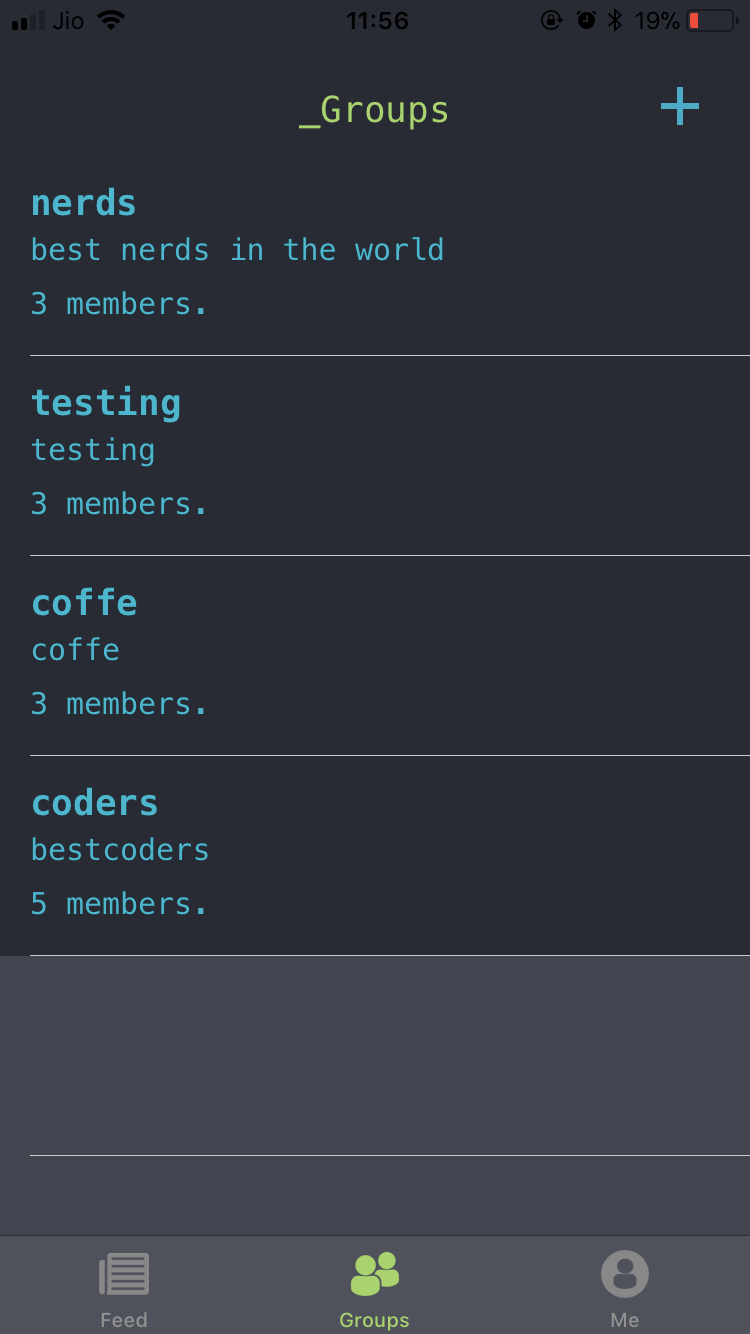 Jio 11:56 19%
_Groups
nerds
best nerds in the world
3 members.
testing
testing
3 members.
coffe
coffe
3 members.
coders
bestcoders
5 members.
Feed Groups Me